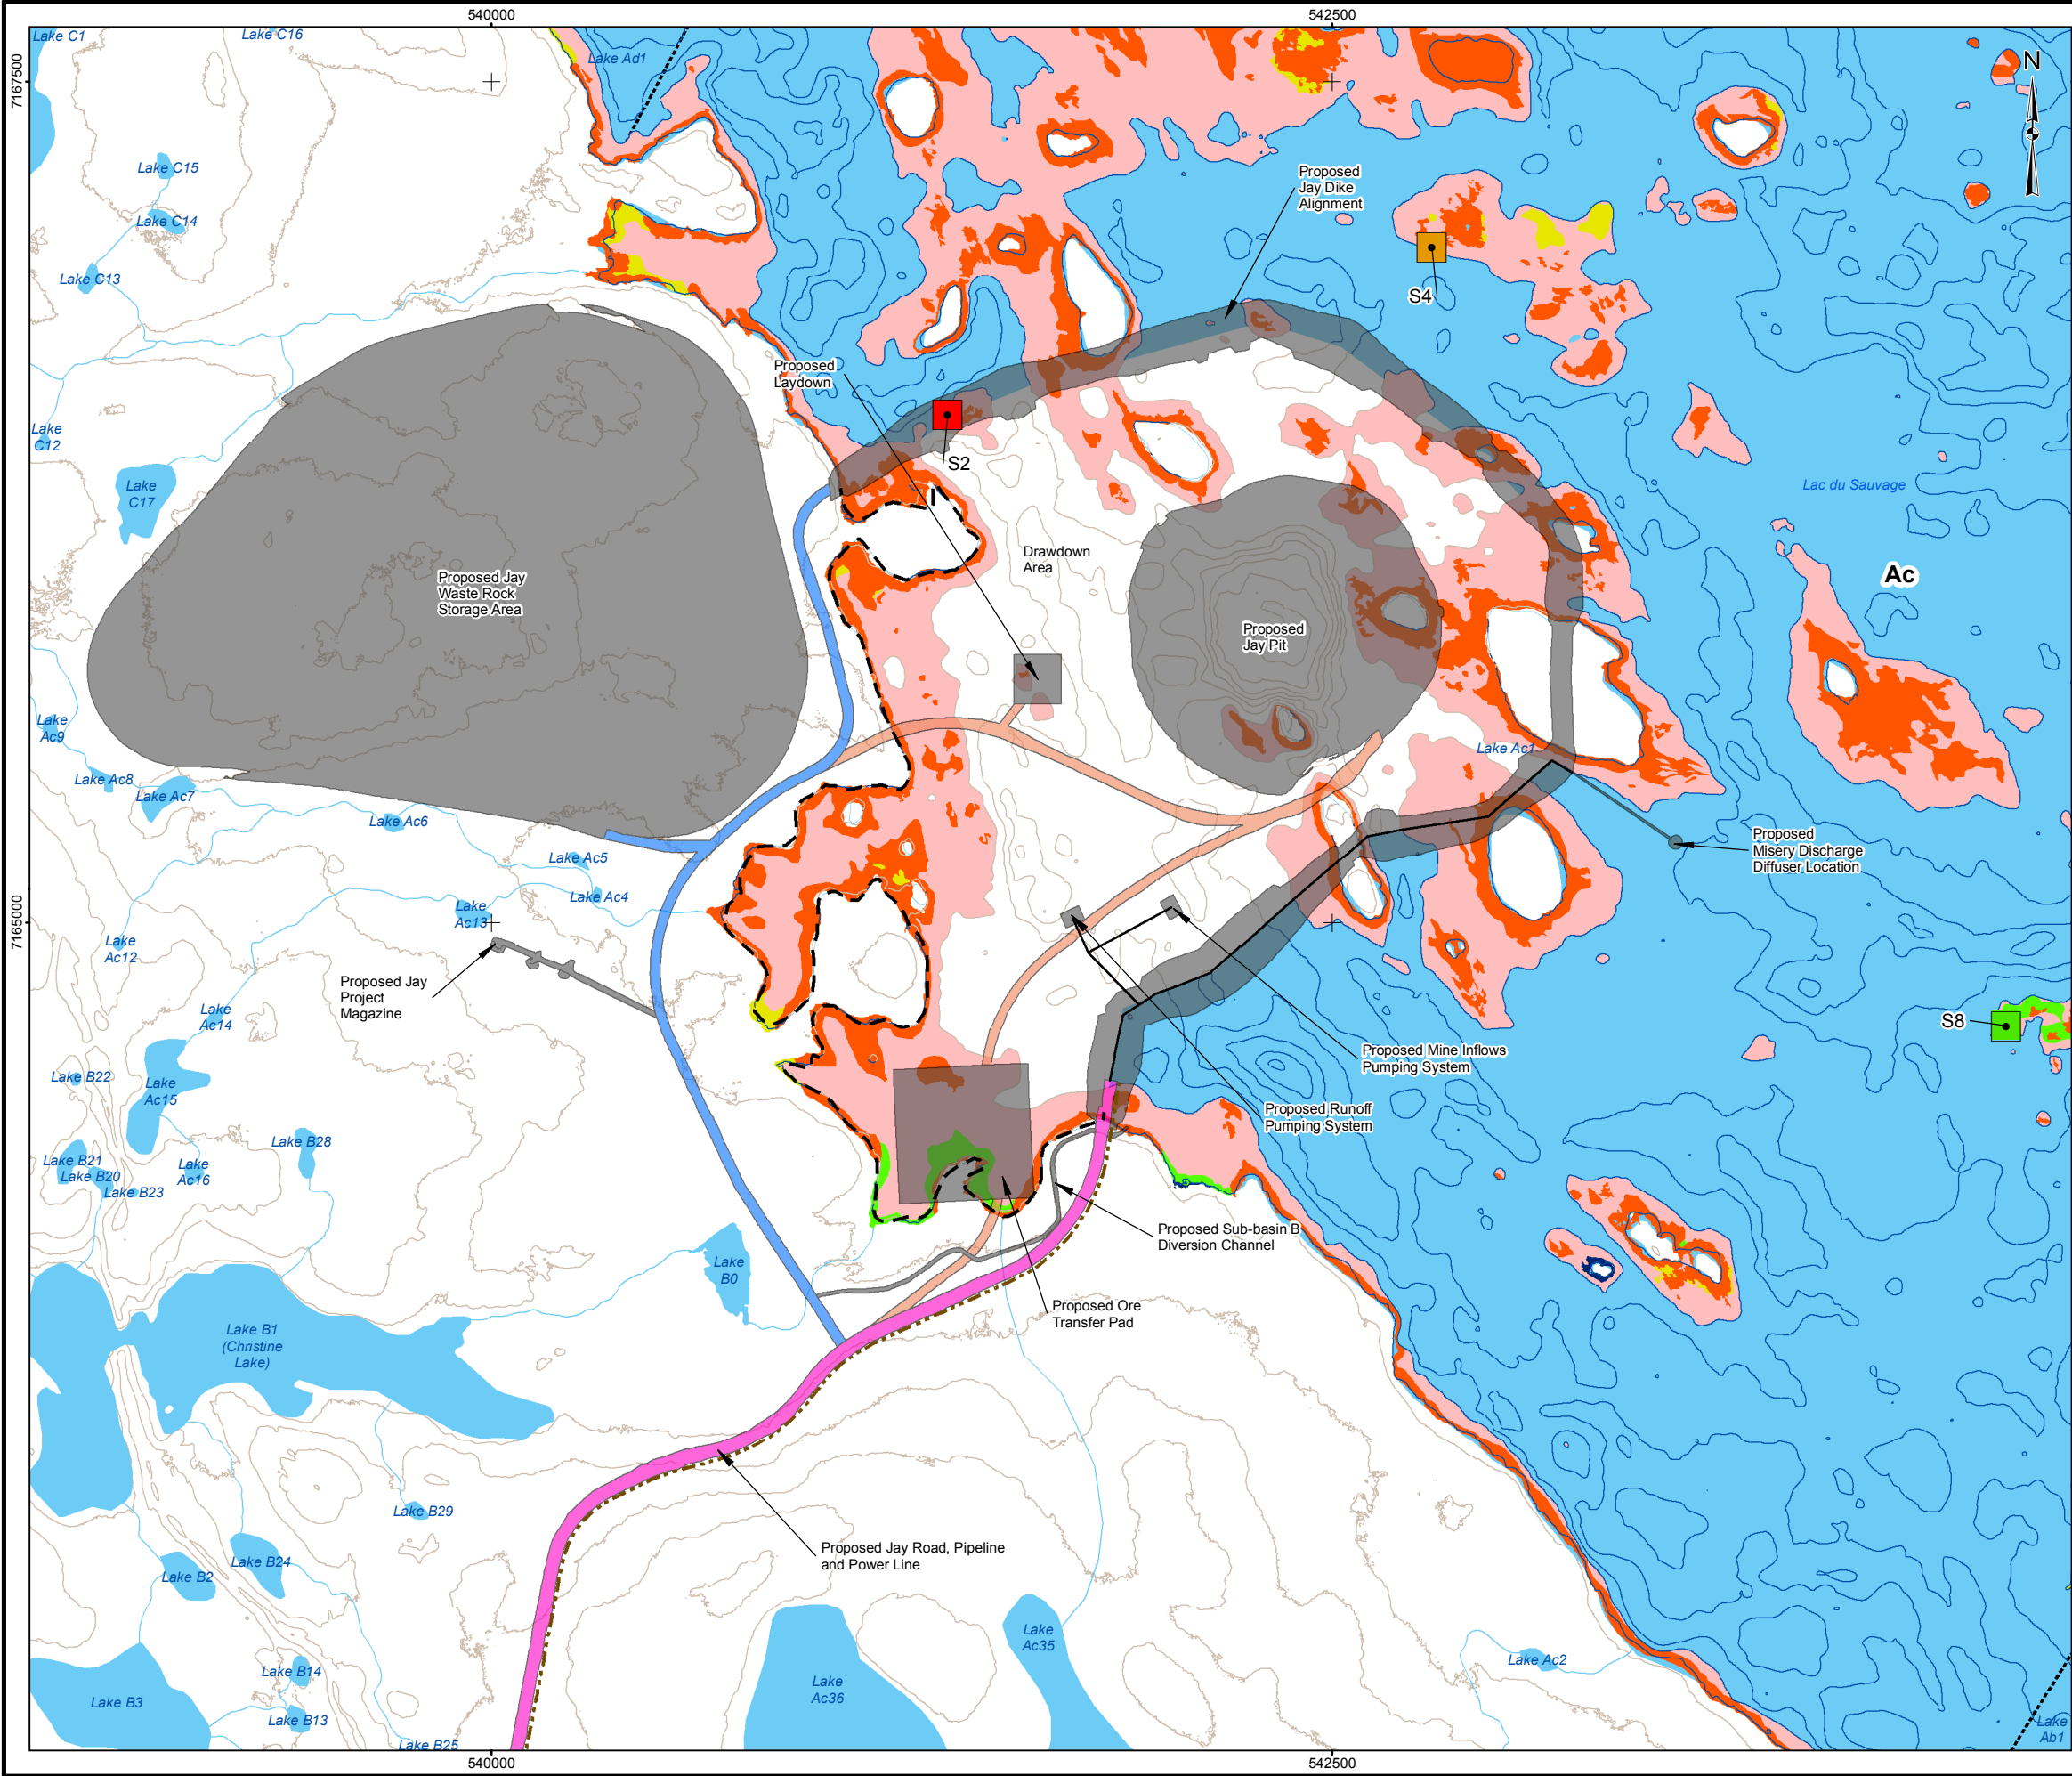 540000
542500
Lake C1
Lake C16
Lake Ad1
7167500
N
Lake C15
Lake C14
Lake C13
Proposed
Jay Dike
Alignment
S4
Proposed
Laydown
Lake
C12
S2
Lake
C17
Lac du Sauvage
I
Drawdown
Area
Ac
Proposed Jay
Waste Rock
Storage Area
Proposed
Jay Pit
Lake
Ac9
Lake Ac1
Lake Ac8
Lake Ac7
Lake Ac6
Proposed
Misery Discharge
Diffuser Location
Lake Ac5
Lake Ac4
Lake
Ac13
7165000
Lake
Ac12
Proposed Jay
Project
Magazine
Lake
Ac14
S8
Proposed Mine Inflows
Pumping System
Lake B22
Lake
Ac15
Proposed Runoff
Pumping System
Lake B28
Lake B21
Lake B20
Lake B23
Lake
Ac16
Proposed Sub-basin B
Diversion Channel
Lake
B0
Proposed Ore
Transfer Pad
Lake B1
(Christine
Lake)
Lake B29
Proposed Jay Road, Pipeline
and Power Line
Lake B24
Lake B2
Lake
Ac35
Lake Ac2
Lake B14
Lake
Ac36
Lake B3
Lake B13
Lake
Ab1
Lake B25
540000
542500